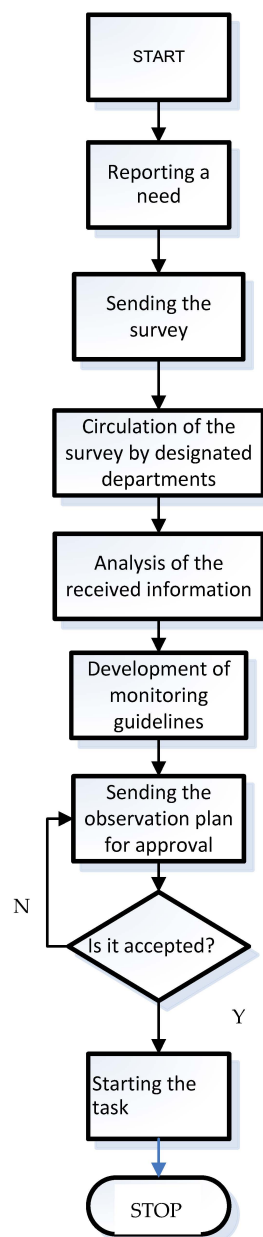 START
Reporting a
need
Sending the
survey
Circulation of the
survey by designated
departments
Analysis of the
received information
Development of
monitoring
guidelines
Sending the
observation plan
for approval
N
Is it accepted?
Y
Starting the
task
STOP